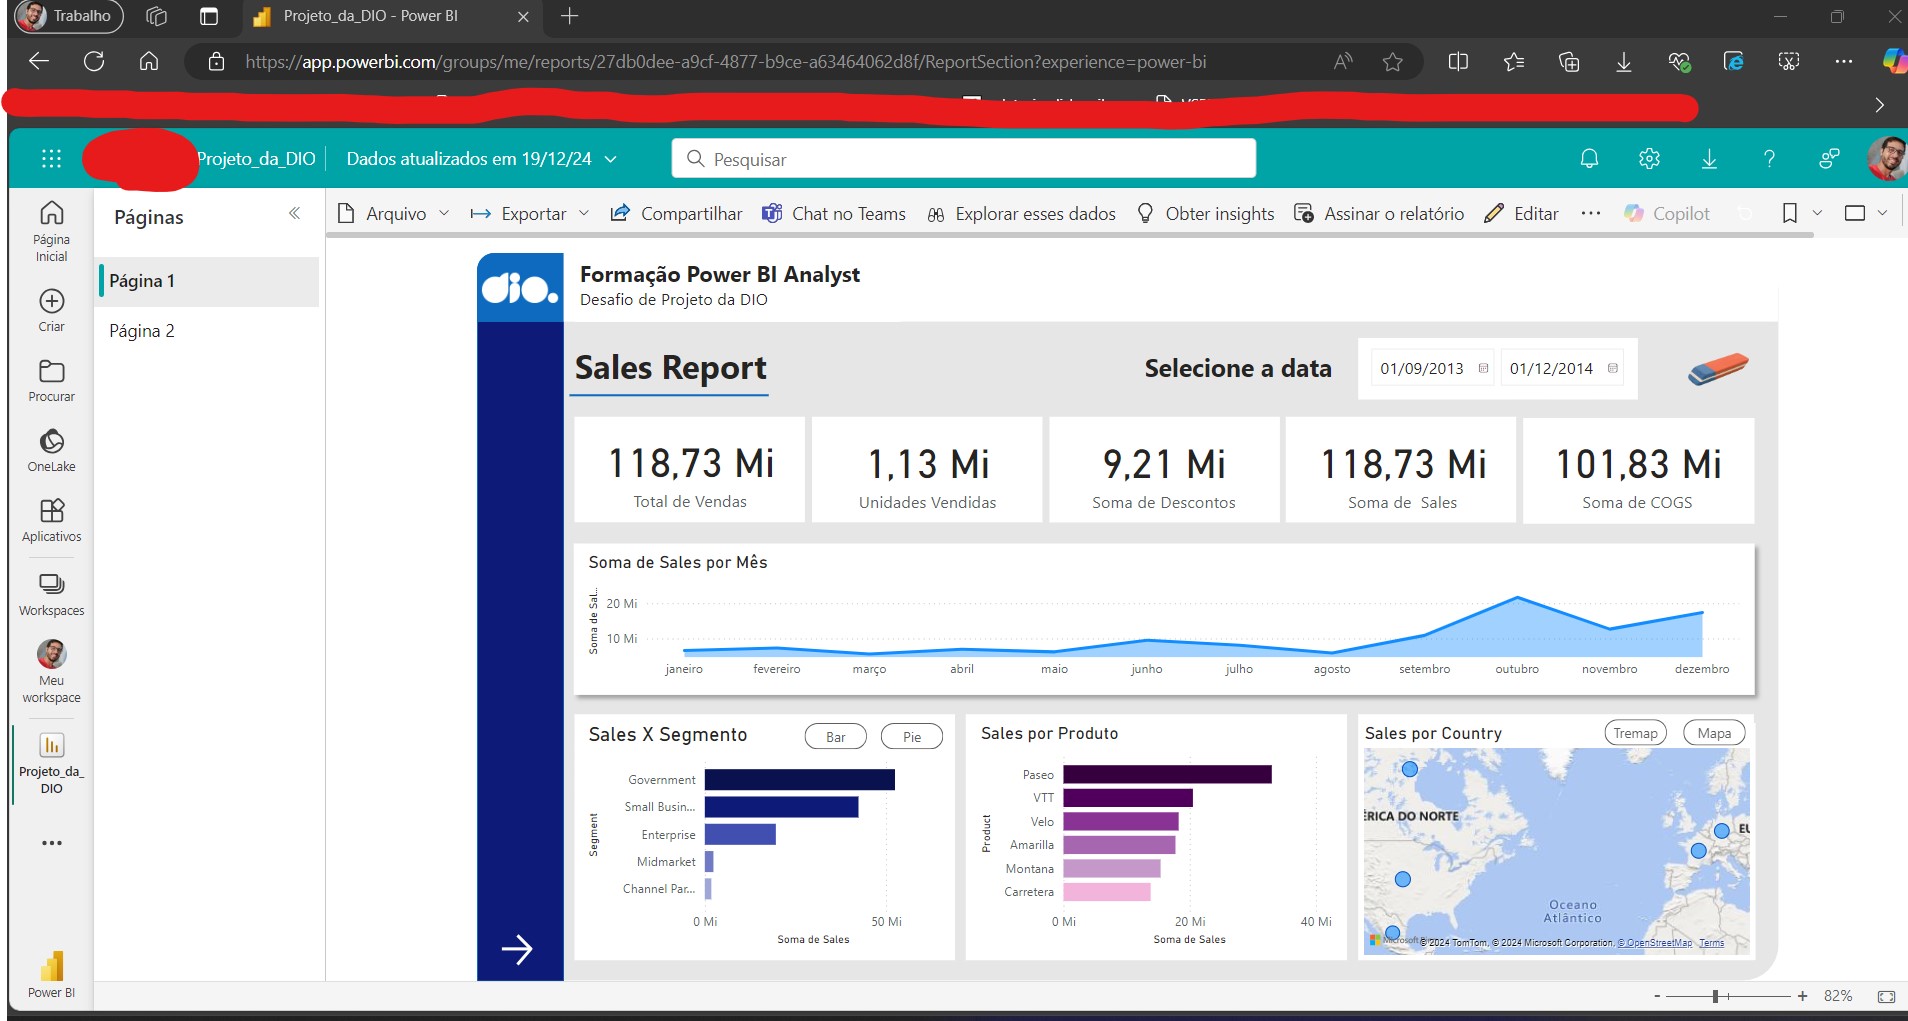 Trabalho
Projeto_da_DIO - Power BI
https://app.powerbi.com/groups/me/reports/27db0dee-a9cf-4877-b9ce-a63464062d8f/ReportSection?experience=power-bi
Projeto_da_DIO
Dados atualizados em 19/12/24
Pesquisar
Página Inicial
Criar
Procurar
OneLake
Aplicativos
Workspaces
Meu workspace
Projeto_da_DIO
Power BI
Páginas
Página 1
Página 2
Arquivo
Exportar
Compartilhar
Chat no Teams
Explorar esses dados
Obter insights
Assinar o relatório
Editar
Copilot
dio.
Formação Power BI Analyst
Desafio de Projeto da DIO
Sales Report
Selecione a data
01/09/2013
01/12/2014
118,73 Mi
Total de Vendas
1,13 Mi
Unidades Vendidas
9,21 Mi
Soma de Descontos
118,73 Mi
Soma de Sales
101,83 Mi
Soma de COGS
Soma de Sales por Mês
Soma de Sal...
20 Mi
10 Mi
janeiro
fevereiro
março
abril
maio
junho
julho
agosto
setembro
outubro
novembro
dezembro
Sales X Segmento
Bar
Pie
Segment
Government
Small Busin...
Enterprise
Midmarket
Channel Par...
0 Mi
50 Mi
Soma de Sales
Sales por Produto
Product
Paseo
VTT
Velo
Amarilla
Montana
Carretera
0 Mi
20 Mi
40 Mi
Soma de Sales
Sales por Country
Tremap
Mapa
ÉRICA DO NORTE
EU
Oceano
Atlântico
Microsoft
© 2024 TomTom, © 2024 Microsoft Corporation, © OpenStreetMap Terms
- + 82%